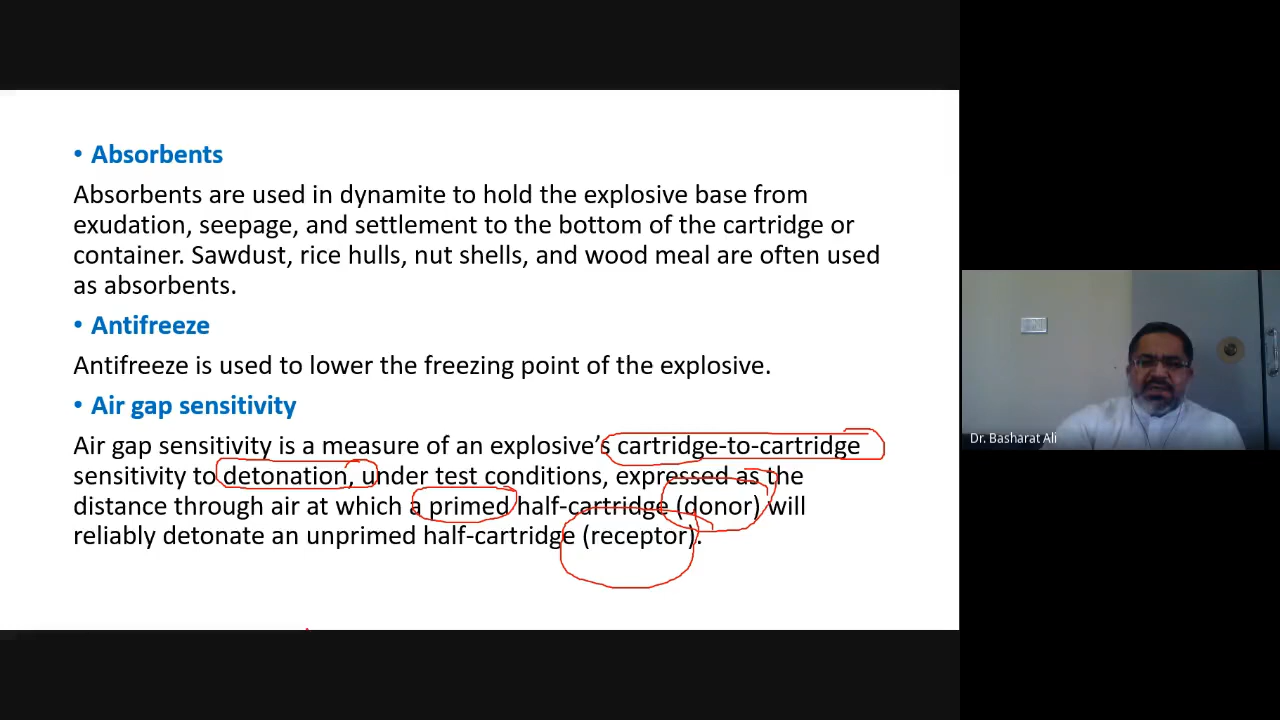 • Absorbents
Absorbents are used in dynamite to hold the explosive base from
exudation, seepage, and settlement to the bottom of the cartridge or
container. Sawdust, rice hulls, nut shells, and wood meal are often used
as absorbents.
• Antifreeze
Antifreeze is used to lower the freezing point of the explosive.
• Air gap sensitivity
Air gap sensitivity is a measure of an explosive’s cartridge-to-cartridge
sensitivity to detonation, under test conditions, expressed as the
distance through air at which a primed half-cartridge (donor) will
reliably detonate an unprimed half-cartridge (receptor).
Dr. Basharat Ali